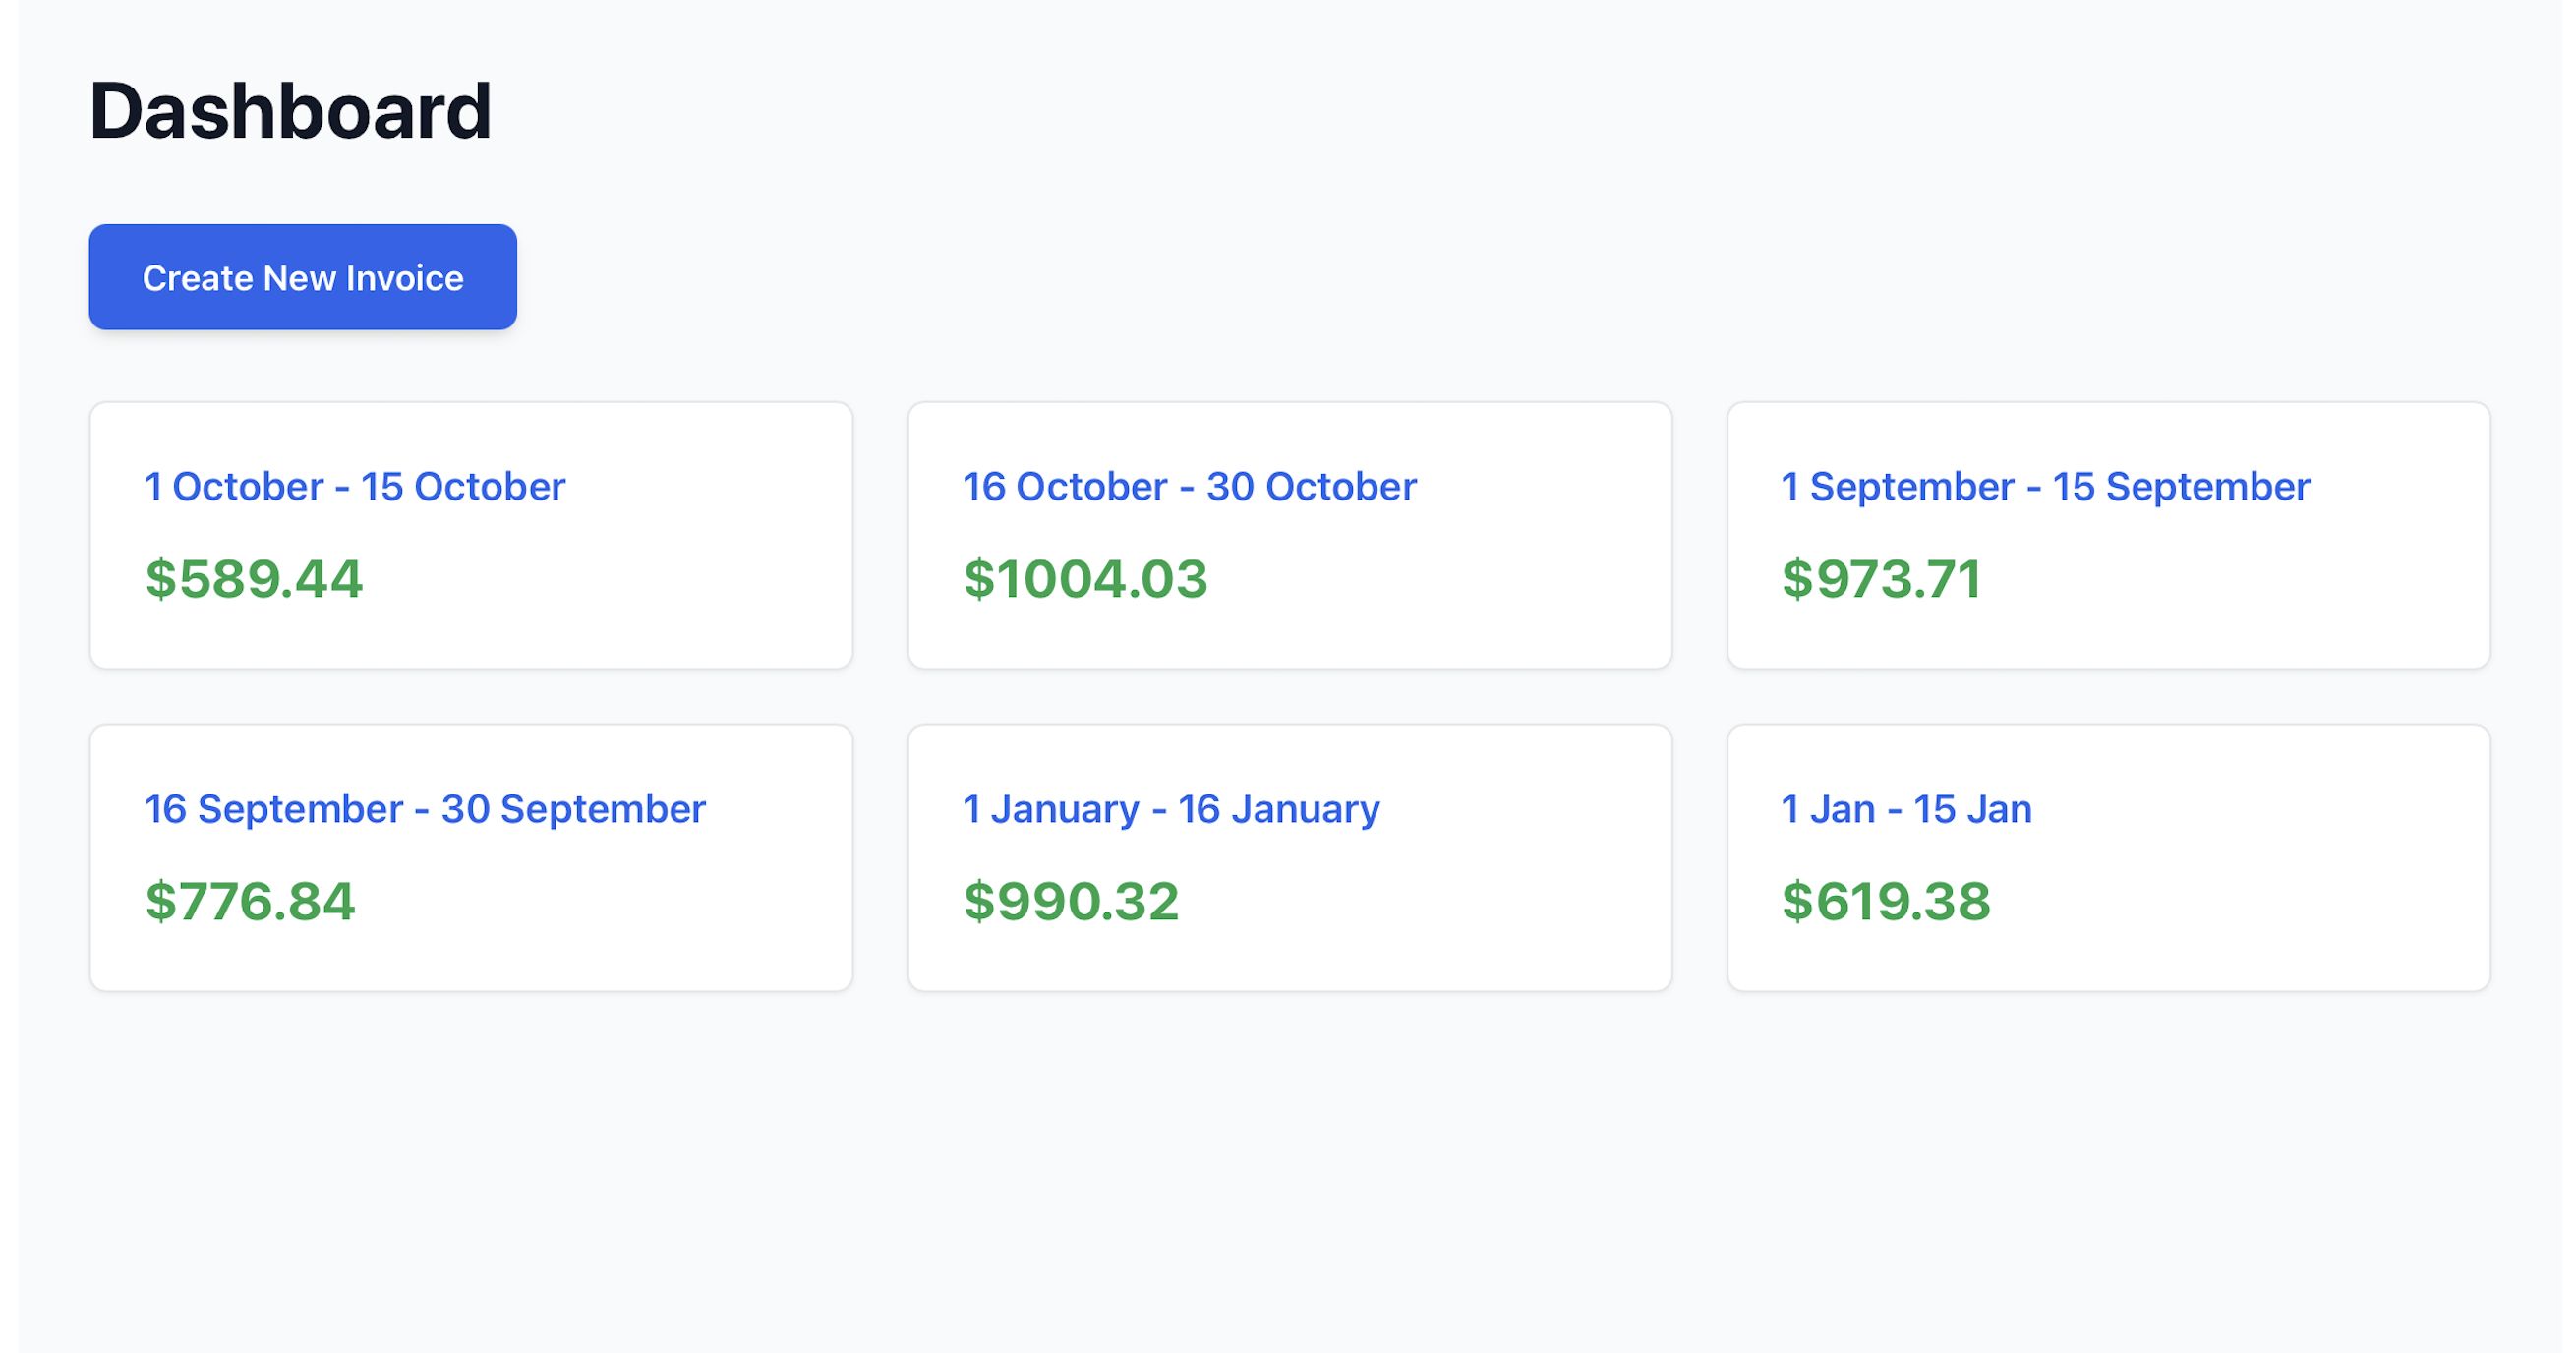 Dashboard
Create New Invoice
1 October - 15 October
$589.44
16 October - 30 October
$1004.03
1 September - 15 September
$973.71
16 September - 30 September
$776.84
1 January - 16 January
$990.32
1 Jan - 15 Jan
$619.38